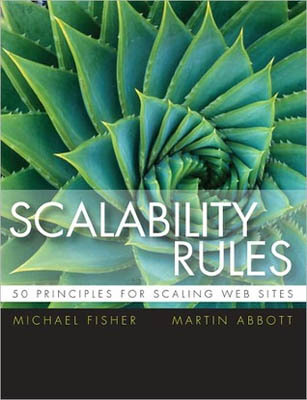 SCALABILITY
RULES
50 PRINCIPLES FOR SCALING WEB SITES
MICHAEL FISHER MARTIN ABBOTT